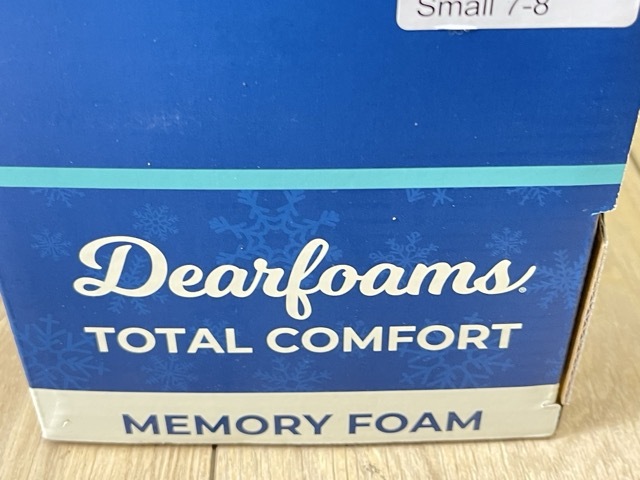 Small 7-8
Dearfoams.
TOTAL COMFORT
MEMORY FOAM